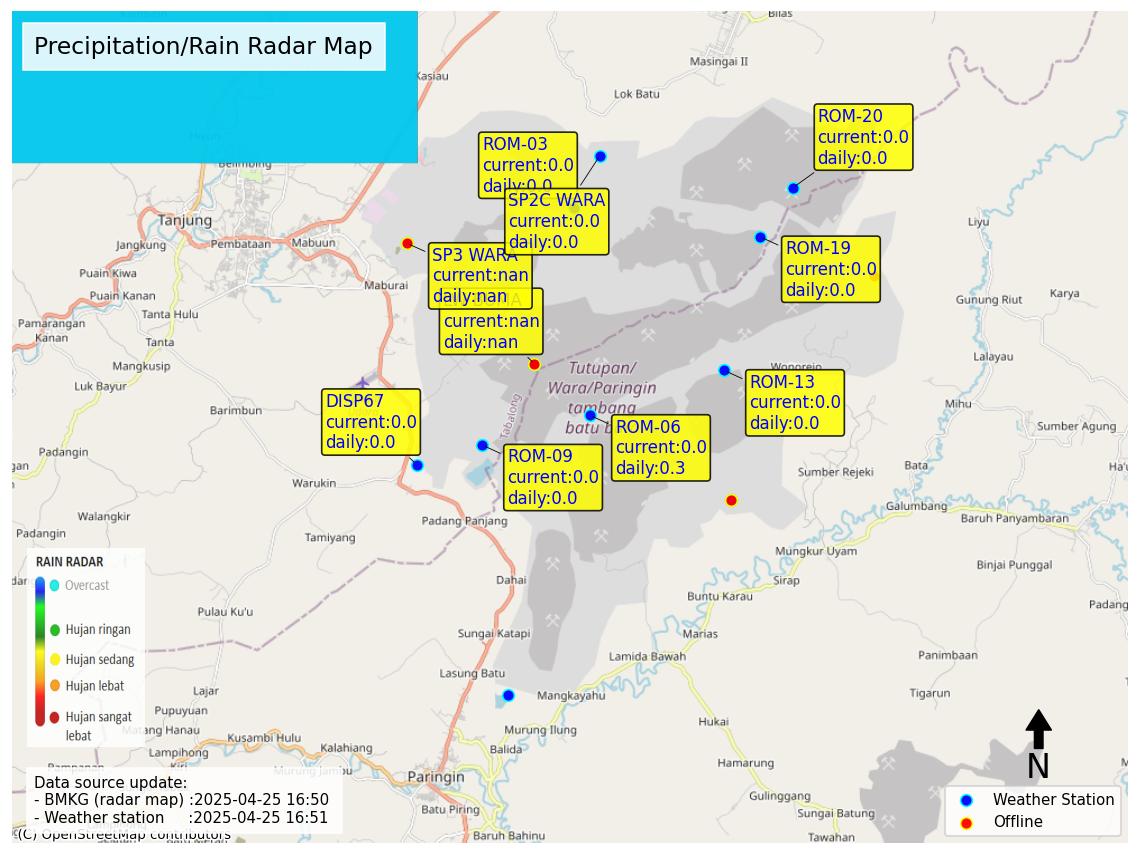 Precipitation/Rain Radar Map
Bilas
Masingai II
Kasiau
Lok Batu
Belimbing
Tanjung
Jangkung
Pembataan
Mabuun
Puain Kiwa
Puain Kanan
Maburai
Tanta Hulu
Pamarangan
Kanan
Tanta
Mangkusip
Luk Bayur
Barimbun
Warukin
Walangkir
Padangin
Tamiyang
Padang Panjang
Dahai
Pulau Ku'u
Sungai Katapi
Lasung Batu
Mangkayahu
Murung Ilung
Lajar
Pupuyuan
Matang Hanau
Lampihong
Kusambi Hulu
Kalahiang
Murung Jambu
Balida
Paringin
Batu Piring
Baruh Bahinu
Liyu
Gunung Riut
Karya
Lalayau
Mihu
Sumber Agung
Wonorejo
Sumber Rejeki
Bata
Galumbang
Baruh Panyambaran
Mungkur Uyam
Binjai Punggal
Sirap
Buntu Karau
Padang
Marias
Lamida Bawah
Panimbaan
Tigarun
Hukai
Hamarung
Gulinggang
Sungai Batung
Tawahan
Tabalong
Tutupan/
Wara/Paringin
tambang
batu b
ROM-03
current:0.0
daily:0.0
SP2C WARA
current:0.0
daily:0.0
ROM-20
current:0.0
daily:0.0
ROM-19
current:0.0
daily:0.0
SP3 WARA
current:nan
daily:nan
current:nan
daily:nan
ROM-13
current:0.0
daily:0.0
DISP67
current:0.0
daily:0.0
ROM-06
current:0.0
daily:0.3
ROM-09
current:0.0
daily:0.0
RAIN RADAR
Overcast
Hujan ringan
Hujan sedang
Hujan lebat
Hujan sangat
lebat
Data source update:
- BMKG (radar map) :2025-04-25 16:50
- Weather station :2025-04-25 16:51
(C) OpenStreetMap contributors
N
Weather Station
Offline